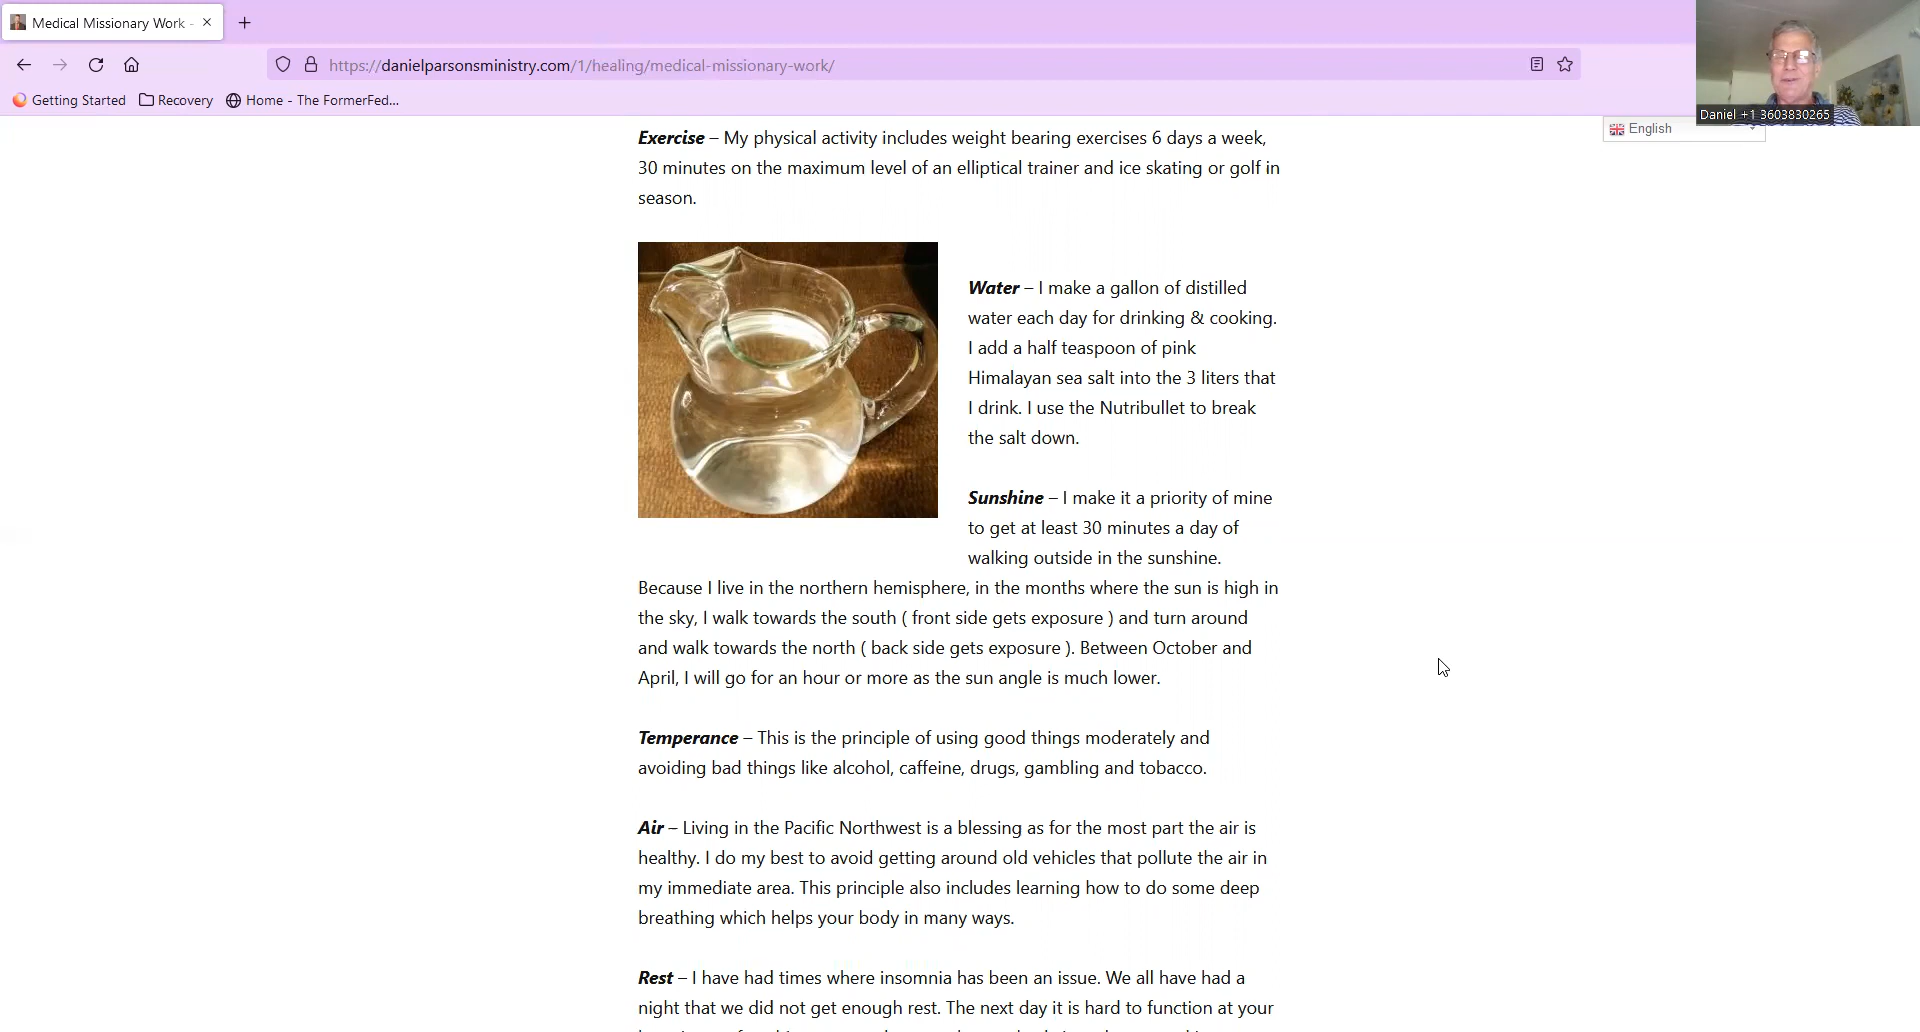 Medical Missionary Work -
https://danielparsonsministry.com/1/healing/medical-missionary-work/
Getting Started
Recovery
Home - The FormerFed...
Daniel +1 3603830265
English
Exercise – My physical activity includes weight bearing exercises 6 days a week,
30 minutes on the maximum level of an elliptical trainer and ice skating or golf in
season.
Water – I make a gallon of distilled
water each day for drinking & cooking.
I add a half teaspoon of pink
Himalayan sea salt into the 3 liters that
I drink. I use the Nutribullet to break
the salt down.
Sunshine – I make it a priority of mine
to get at least 30 minutes a day of
walking outside in the sunshine.
Because I live in the northern hemisphere, in the months where the sun is high in
the sky, I walk towards the south ( front side gets exposure ) and turn around
and walk towards the north ( back side gets exposure ). Between October and
April, I will go for an hour or more as the sun angle is much lower.
Temperance – This is the principle of using good things moderately and
avoiding bad things like alcohol, caffeine, drugs, gambling and tobacco.
Air – Living in the Pacific Northwest is a blessing as for the most part the air is
healthy. I do my best to avoid getting around old vehicles that pollute the air in
my immediate area. This principle also includes learning how to do some deep
breathing which helps your body in many ways.
Rest – I have had times where insomnia has been an issue. We all have had a
night that we did not get enough rest. The next day it is hard to function at your